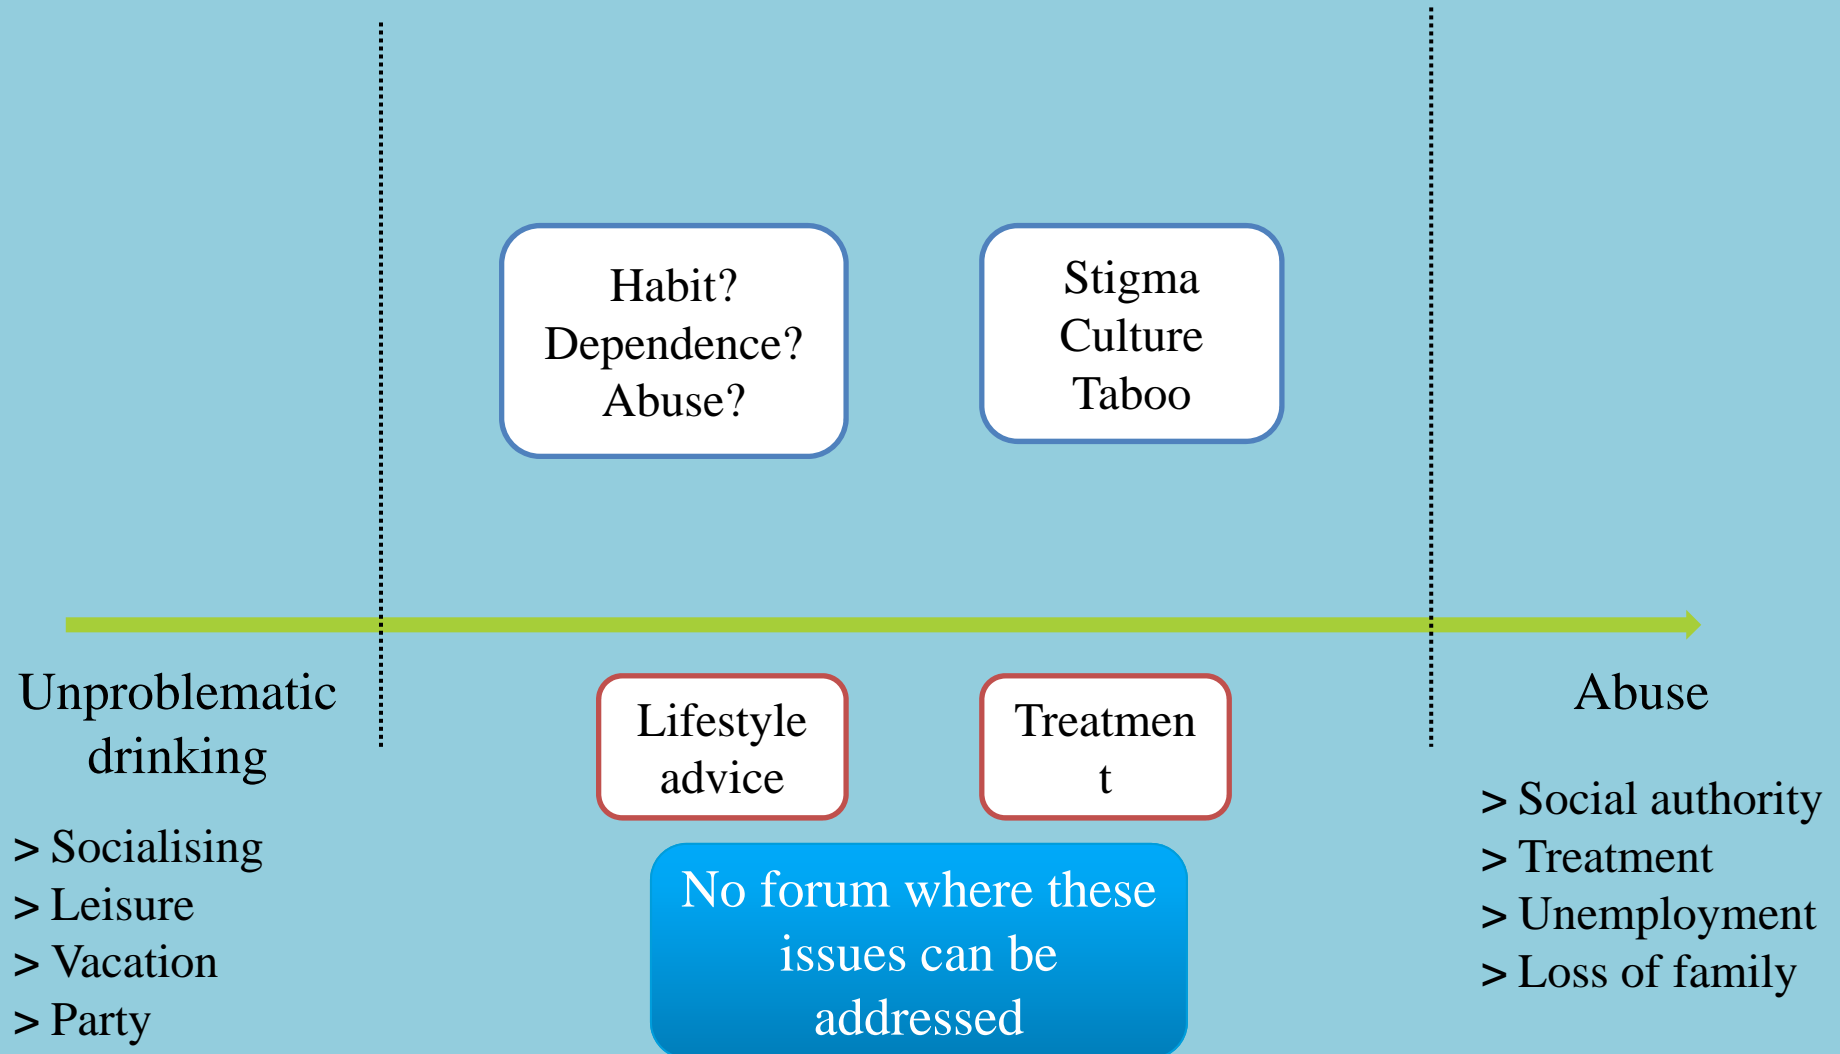 Habit?
Dependence?
Abuse?
Stigma
Culture
Taboo
Unproblematic
drinking
> Socialising
> Leisure
> Vacation
> Party
Lifestyle
advice
Treatmen
t
No forum where these
issues can be
addressed
Abuse
> Social authority
> Treatment
> Unemployment
> Loss of family